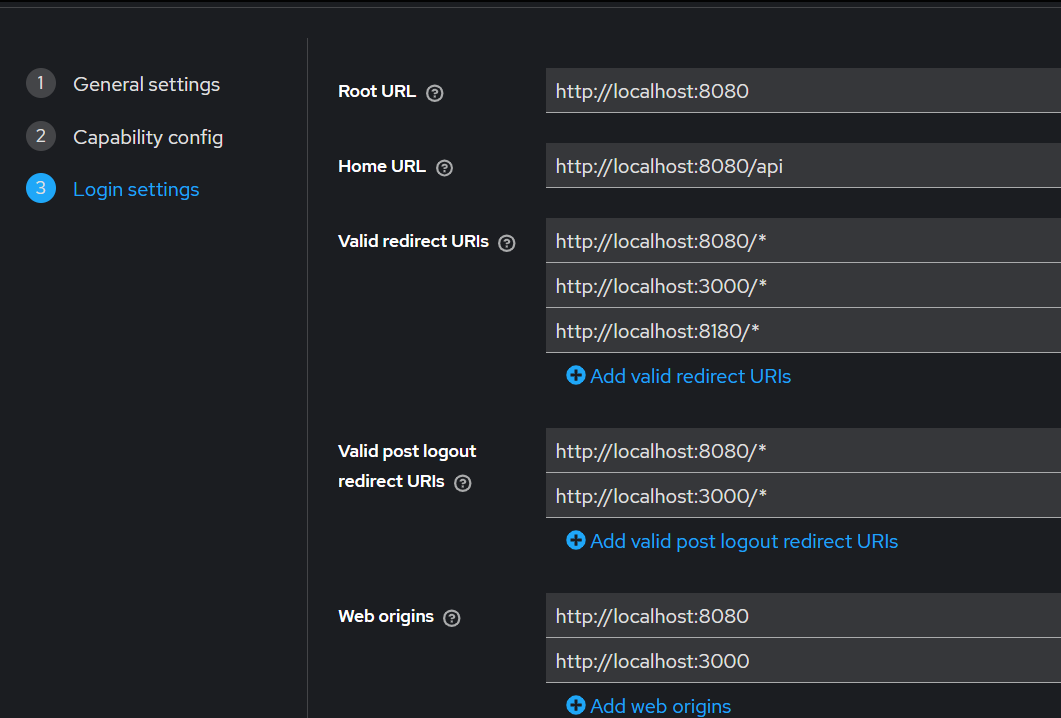 1 General settings
2 Capability config
3 Login settings
Root URL ?
http://localhost:8080
Home URL ?
http://localhost:8080/api
Valid redirect URIs ?
http://localhost:8080/*
http://localhost:3000/*
http://localhost:8180/*
Add valid redirect URIs
Valid post logout
redirect URIs ?
http://localhost:8080/*
http://localhost:3000/*
Add valid post logout redirect URIs
Web origins ?
http://localhost:8080
http://localhost:3000
Add web origins